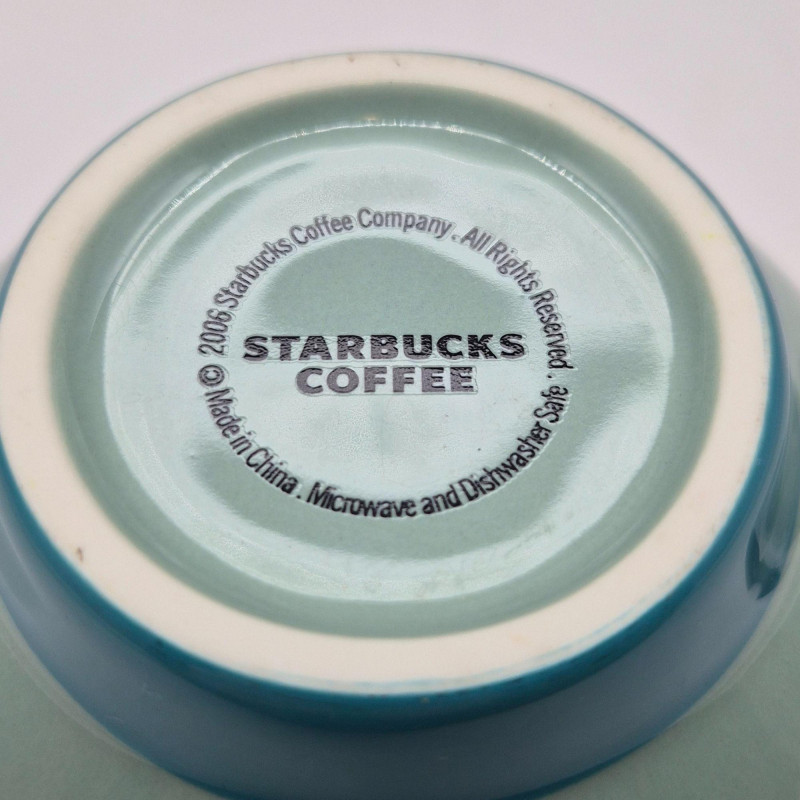 © 2006 Starbucks Coffee Company . All Rights Reserved .
STARBUCKS
COFFEE
Made in China . Microwave and Dishwasher Safe